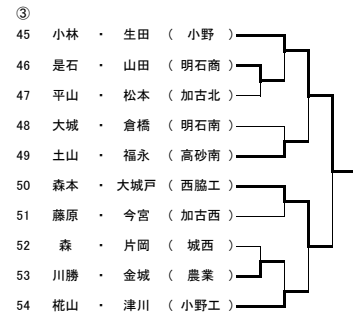 ③
45 小林 ・ 生田 ( 小野 )
46 是石 ・ 山田 ( 明石商 )
47 平山 ・ 松本 ( 加古北 )
48 大城 ・ 倉橋 ( 明石南 )
49 土山 ・ 福永 ( 高砂南 )
50 森本 ・ 大城戸 ( 西脇工 )
51 藤原 ・ 今宮 ( 加古西 )
52 森 ・ 片岡 ( 城西 )
53 川勝 ・ 金城 ( 農業 )
54 椛山 ・ 津川 ( 小野工 )